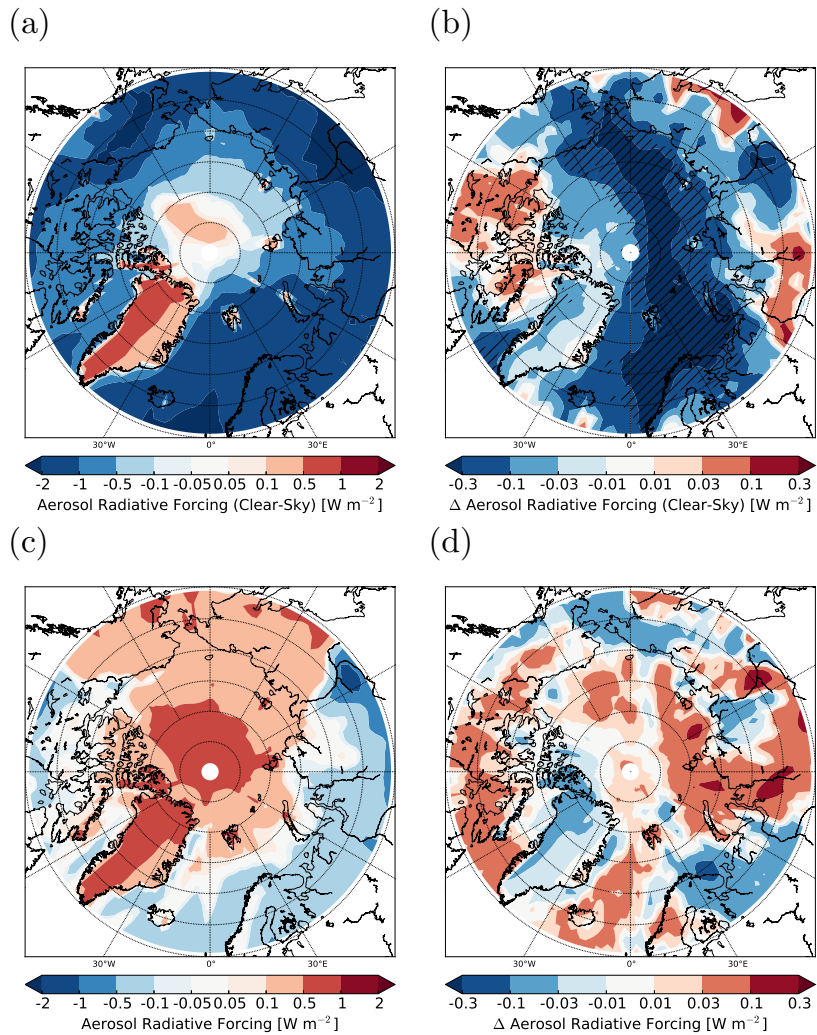 (a)
(b)
30°W 0° 30°E
30°W 0° 30°E
-2 -1 -0.5 -0.1 -0.05 0.05 0.1 0.5 1 2
Aerosol Radiative Forcing (Clear-Sky) [W m⁻²]
-0.3 -0.1 -0.03 -0.01 0.01 0.03 0.1 0.3
Δ Aerosol Radiative Forcing (Clear-Sky) [W m⁻²]
(c)
(d)
30°W 0° 30°E
30°W 0° 30°E
-2 -1 -0.5 -0.1 -0.05 0.05 0.1 0.5 1 2
Aerosol Radiative Forcing [W m⁻²]
-0.3 -0.1 -0.03 -0.01 0.01 0.03 0.1 0.3
Δ Aerosol Radiative Forcing [W m⁻²]